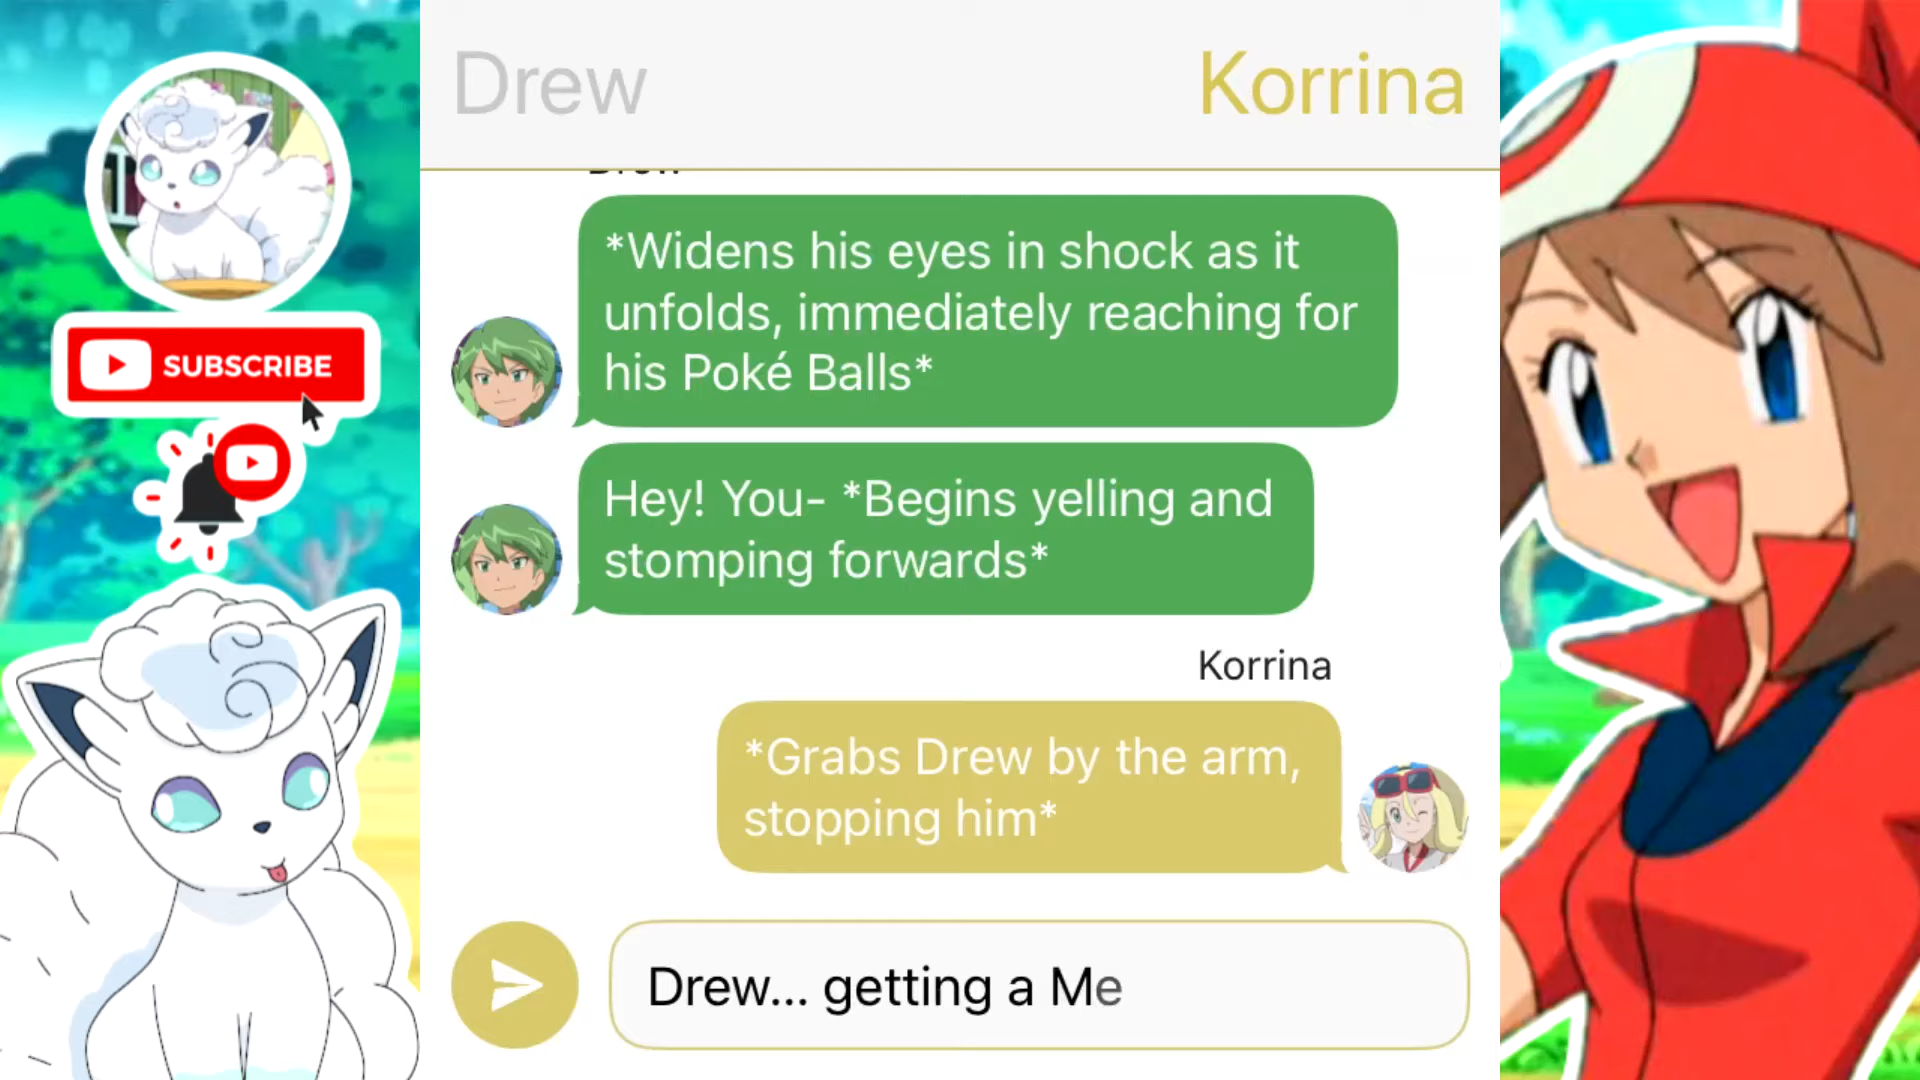 Drew
Korrina
SUBSCRIBE
*Widens his eyes in shock as it
unfolds, immediately reaching for
his Poké Balls*
Hey! You- *Begins yelling and
stomping forwards*
Korrina
*Grabs Drew by the arm,
stopping him*
Drew... getting a Me